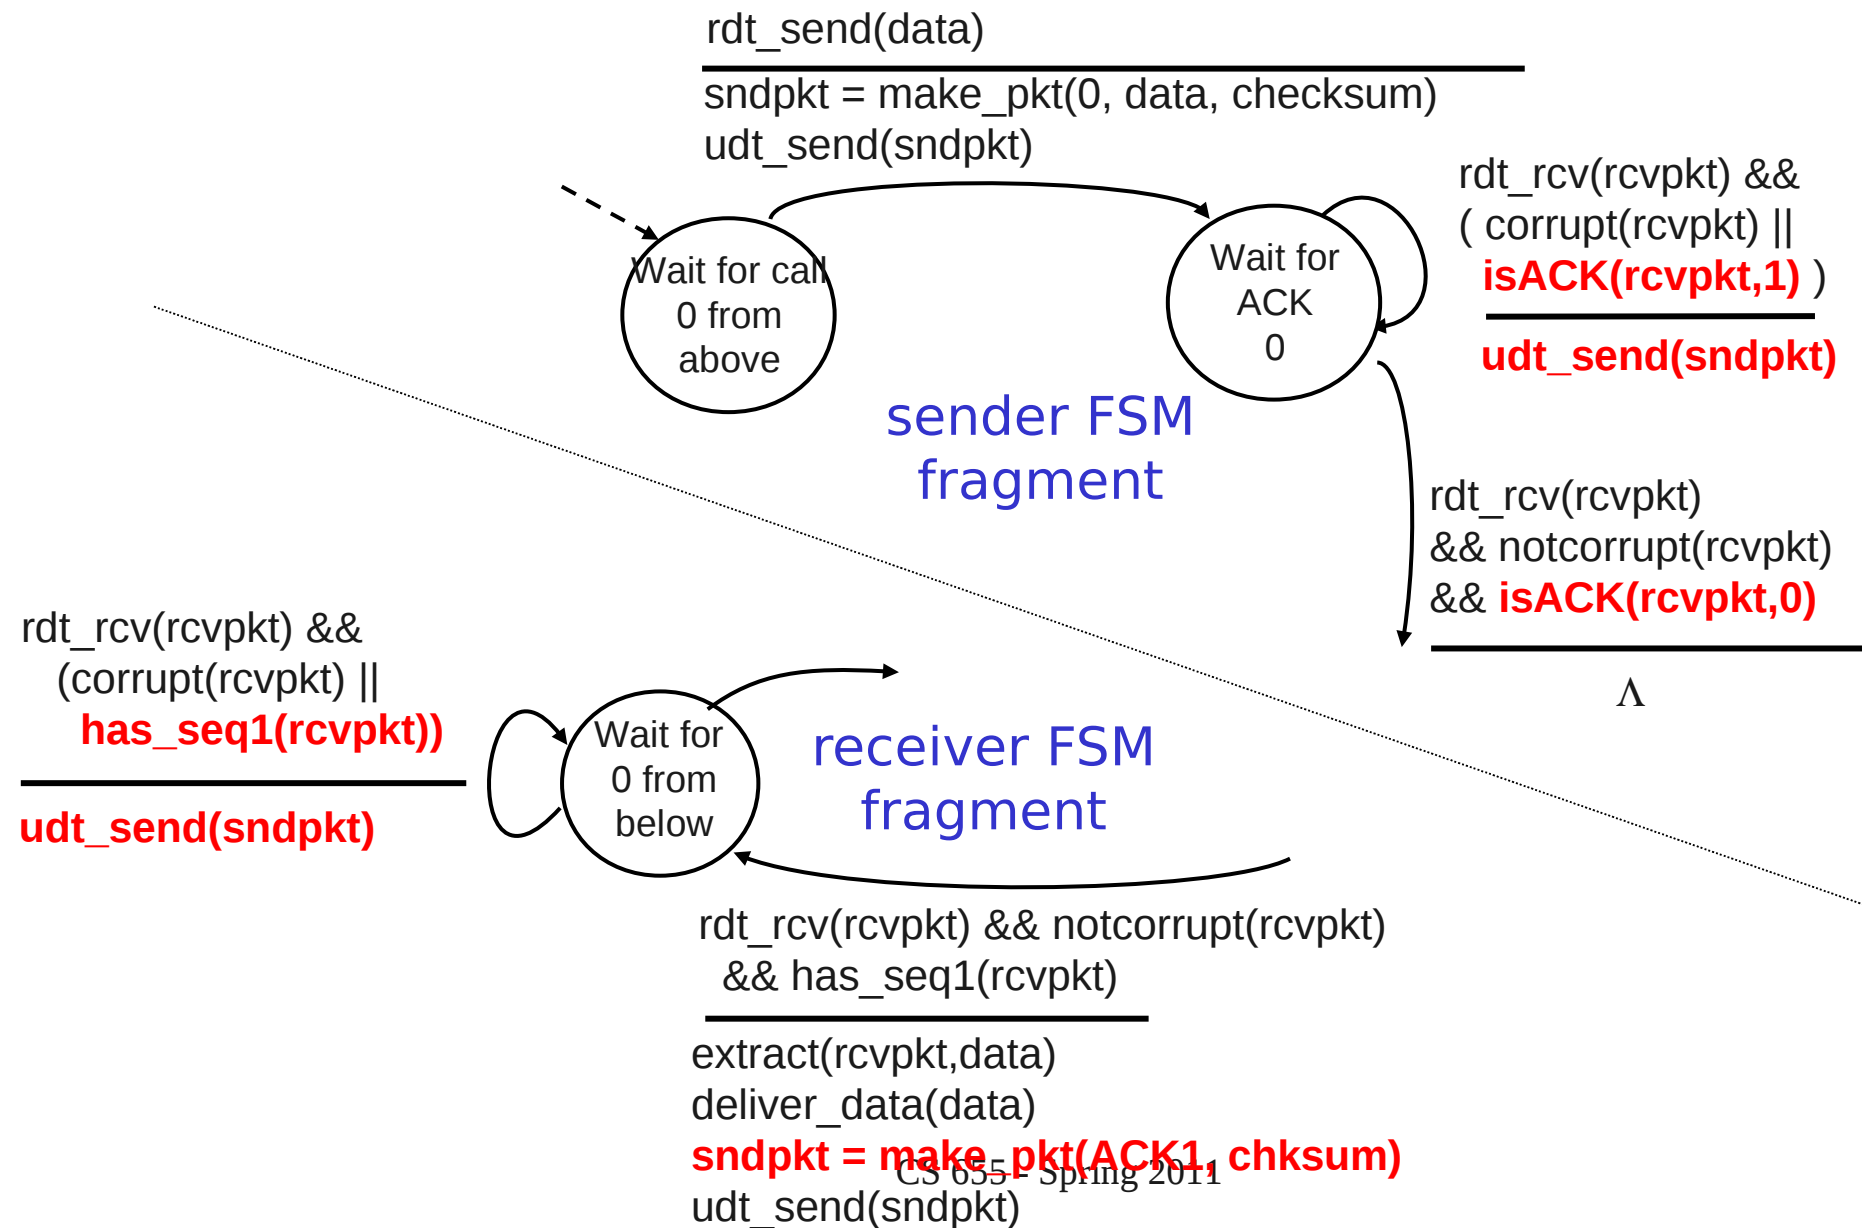 rdt_send(data)
sndpkt = make_pkt(0, data, checksum)
udt_send(sndpkt)
rdt_rcv(rcvpkt) &&
( corrupt(rcvpkt) ||
isACK(rcvpkt,1) )
udt_send(sndpkt)
Wait for call
0 from
above
Wait for
ACK
0
sender FSM
fragment
rdt_rcv(rcvpkt)
&& notcorrupt(rcvpkt)
&& isACK(rcvpkt,0)
Λ
rdt_rcv(rcvpkt) &&
(corrupt(rcvpkt) ||
has_seq1(rcvpkt))
udt_send(sndpkt)
Wait for
0 from
below
receiver FSM
fragment
rdt_rcv(rcvpkt) && notcorrupt(rcvpkt)
&& has_seq1(rcvpkt)
extract(rcvpkt,data)
deliver_data(data)
sndpkt = make_pkt(ACK1, chksum)
CS 655 - Spring 2011
udt_send(sndpkt)